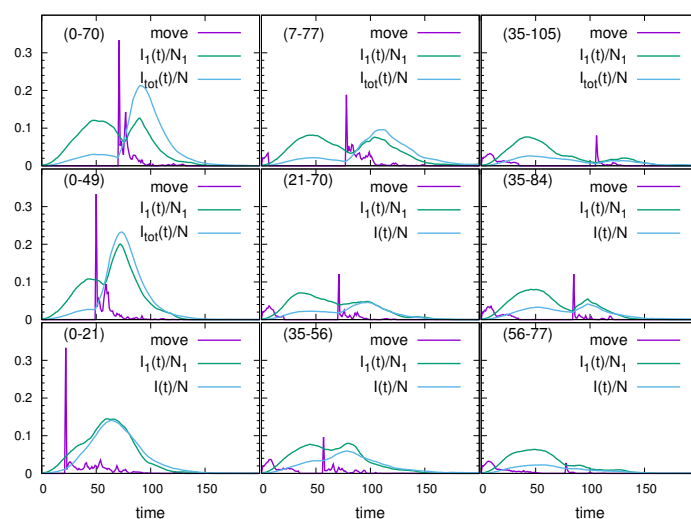 (0-70) move
I₁(t)/N₁
I_tot(t)/N
(7-77) move
I₁(t)/N₁
I_tot(t)/N
(35-105) move
I₁(t)/N₁
I_tot(t)/N
0.3
0.2
0.1
0
(0-49) move
I₁(t)/N₁
I_tot(t)/N
(21-70) move
I₁(t)/N₁
I(t)/N
(35-84) move
I₁(t)/N₁
I(t)/N
0.3
0.2
0.1
0
(0-21) move
I₁(t)/N₁
I(t)/N
(35-56) move
I₁(t)/N₁
I(t)/N
(56-77) move
I₁(t)/N₁
I(t)/N
0.3
0.2
0.1
0
0 50 100 150
0 50 100 150
0 50 100 150
time time time